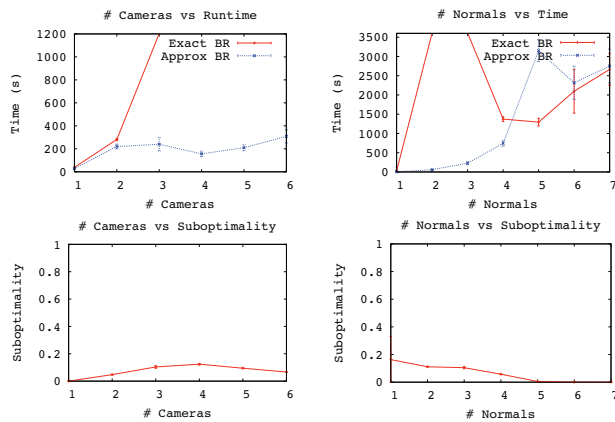 # Cameras vs Runtime
1200
1000
800
600
400
200
0
Time (s)
Exact BR
Approx BR
1 2 3 4 5 6
# Cameras
# Normals vs Time
3500
3000
2500
2000
1500
1000
500
0
Time (s)
Exact BR
Approx BR
1 2 3 4 5 6 7
# Normals
# Cameras vs Suboptimality
1
0.8
0.6
0.4
0.2
0
Suboptimality
1 2 3 4 5 6
# Cameras
# Normals vs Suboptimality
1
0.8
0.6
0.4
0.2
0
Suboptimality
1 2 3 4 5 6 7
# Normals